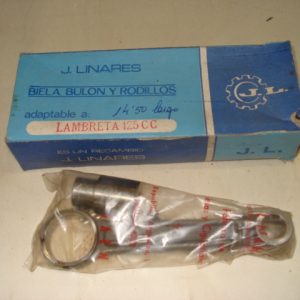 J. LINARES
BIELA BULON Y RODILLOS
adaptable a: 14'50 largo
LAMBRETA 125 CC
ES UN RECAMBIO
J. LINARES
J.L.
J. L.